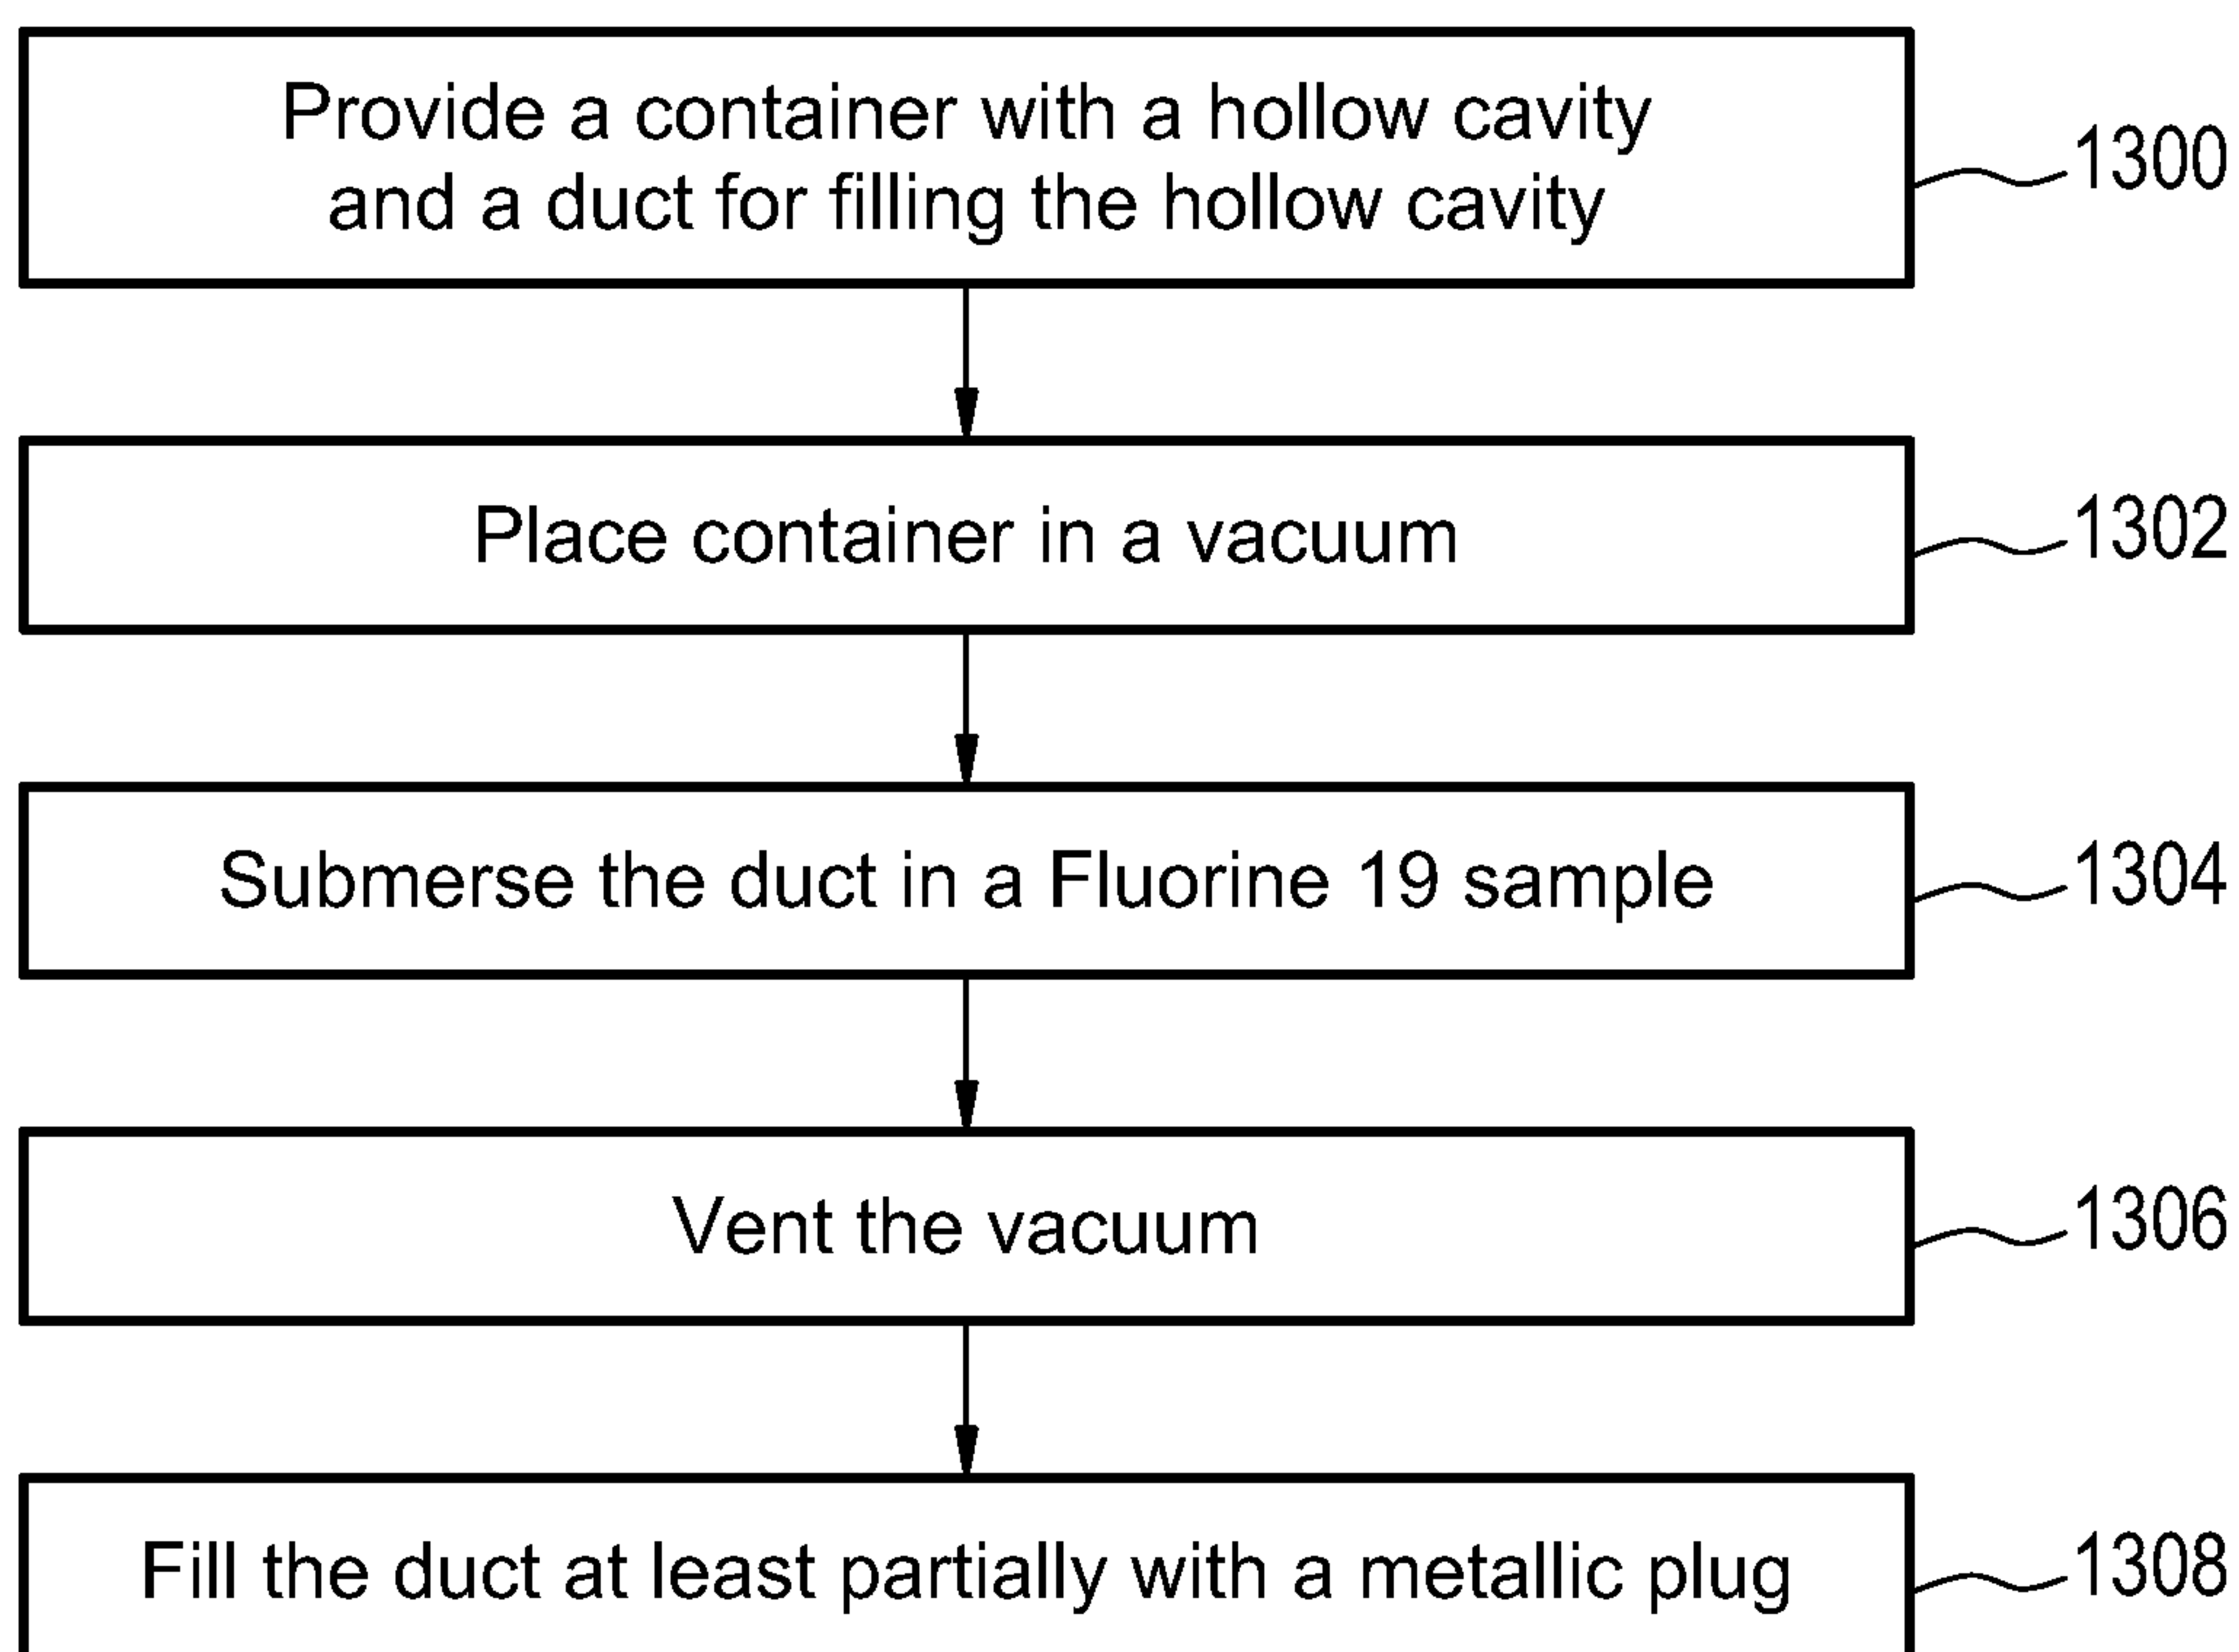 Provide a container with a hollow cavity
and a duct for filling the hollow cavity
1300
Place container in a vacuum
1302
Submerse the duct in a Fluorine 19 sample
1304
Vent the vacuum
1306
Fill the duct at least partially with a metallic plug
1308